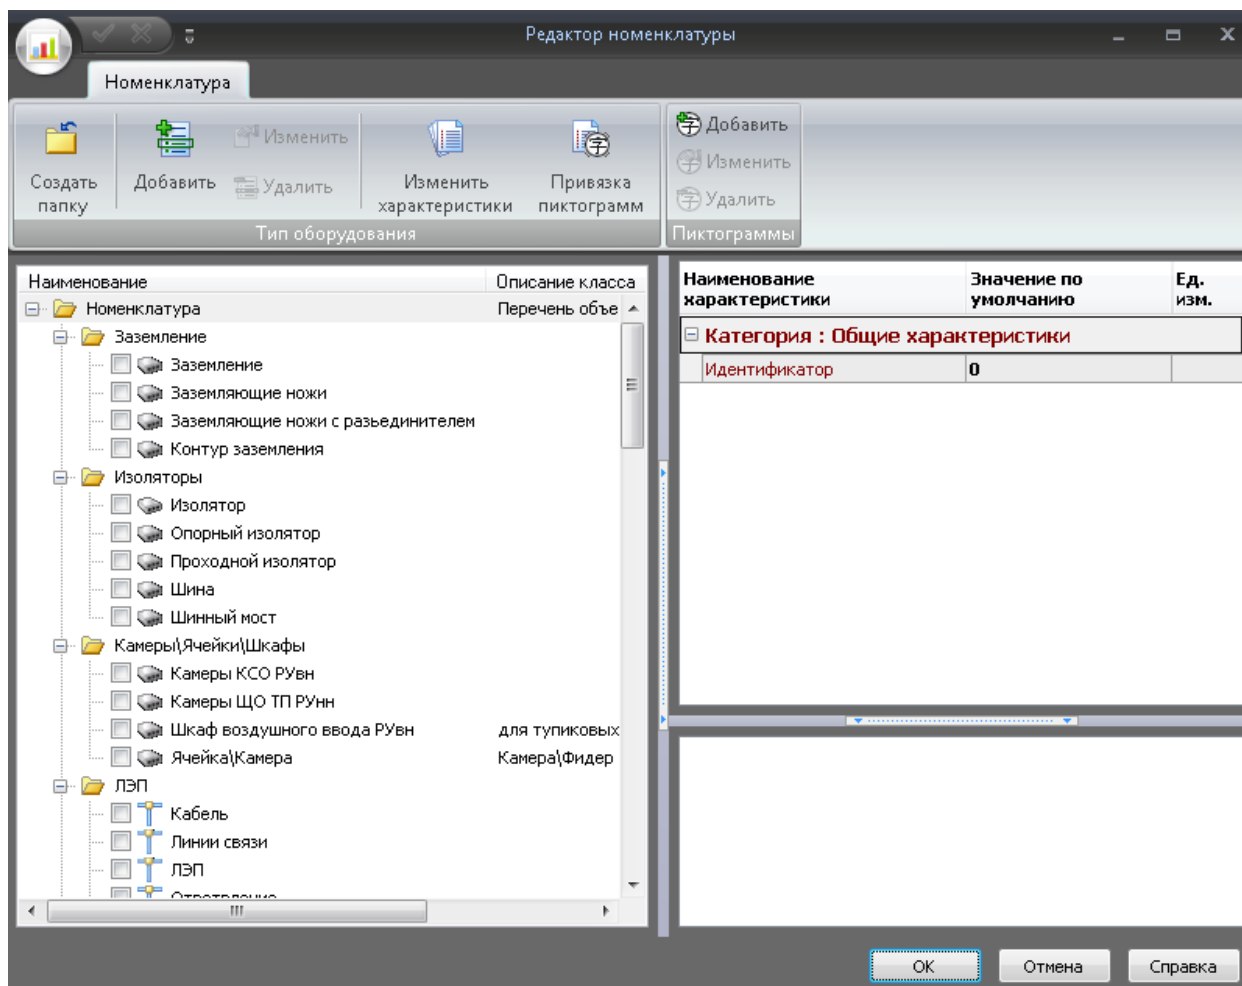 Редактор номенклатуры
Номенклатура
Создать папку
Добавить
Изменить
Удалить
Изменить характеристики
Привязка пиктограмм
Тип оборудования
Добавить
Изменить
Удалить
Пиктограммы
Наименование Описание класса
Номенклатура Перечень объе
Заземление
Заземление
Заземляющие ножи
Заземляющие ножи с разьединителем
Контур заземления
Изоляторы
Изолятор
Опорный изолятор
Проходной изолятор
Шина
Шинный мост
Камеры\Ячейки\Шкафы
Камеры КСО РУвн
Камеры ЩО ТП РУнн
Шкаф воздушного ввода РУвн для тупиковых
Ячейка\Камера Камера\Фидер
ЛЭП
Кабель
Линии связи
ЛЭП
Наименование характеристики Значение по умолчанию Ед. изм.
Категория : Общие характеристики
Идентификатор 0
ОК Отмена Справка